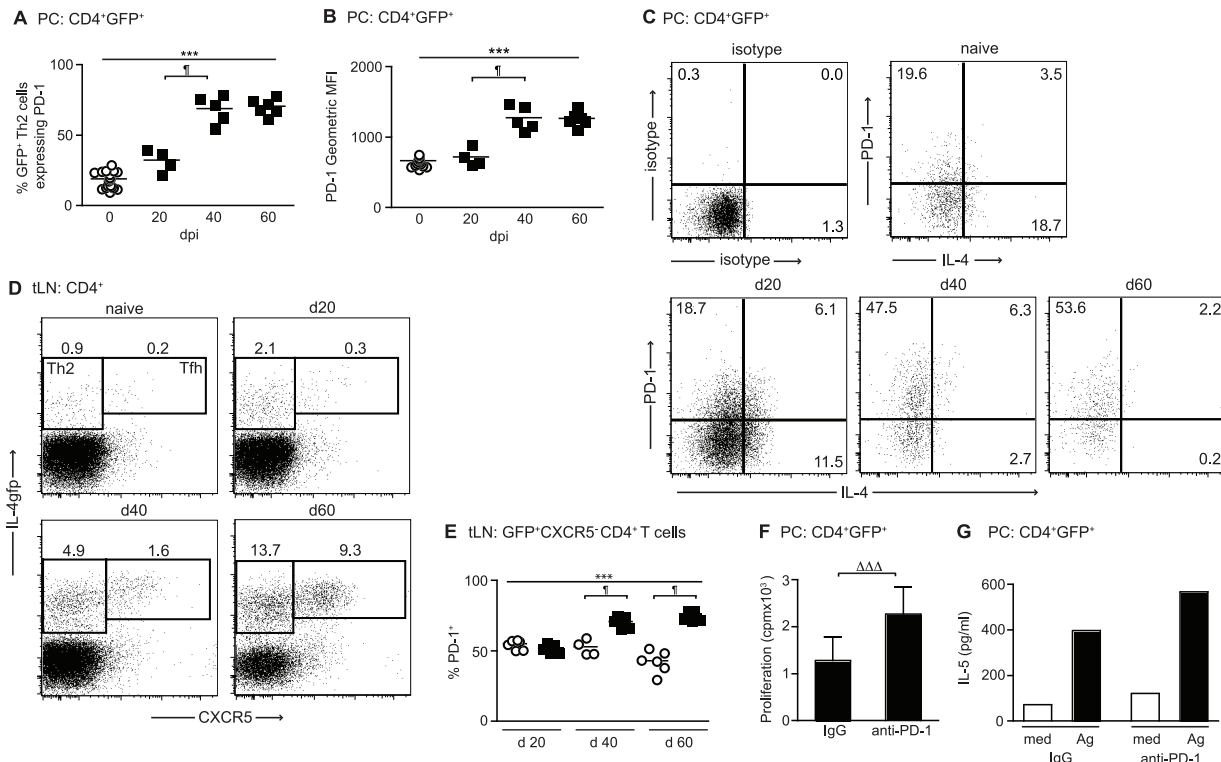 A PC: CD4⁺GFP⁺
% GFP⁺ Th2 cells
expressing PD-1
100
50
0
***
¶
0 20 40 60
dpi
B PC: CD4⁺GFP⁺
PD-1 Geometric MFI
2000
1000
0
***
¶
0 20 40 60
dpi
C PC: CD4⁺GFP⁺
isotype
isotype
0.3 0.0
1.3
isotype
naive
PD-1
19.6 3.5
18.7
IL-4
d20 d40 d60
PD-1
18.7 6.1
11.5
47.5 6.3
2.7
53.6 2.2
0.2
IL-4
D tLN: CD4⁺
naive d20
0.9 0.2
Th2 Tfh
2.1 0.3
IL-4gfp
d40 d60
4.9 1.6
13.7 9.3
CXCR5
E tLN: GFP⁺CXCR5⁻CD4⁺ T cells
% PD-1⁺
100
50
0
***
¶ ¶
d 20 d 40 d 60
F PC: CD4⁺GFP⁺
Proliferation (cpmx10³)
3
2
1
0
ΔΔΔ
IgG anti-PD-1
G PC: CD4⁺GFP⁺
IL-5 (pg/ml)
600
400
200
0
med Ag med Ag
IgG anti-PD-1